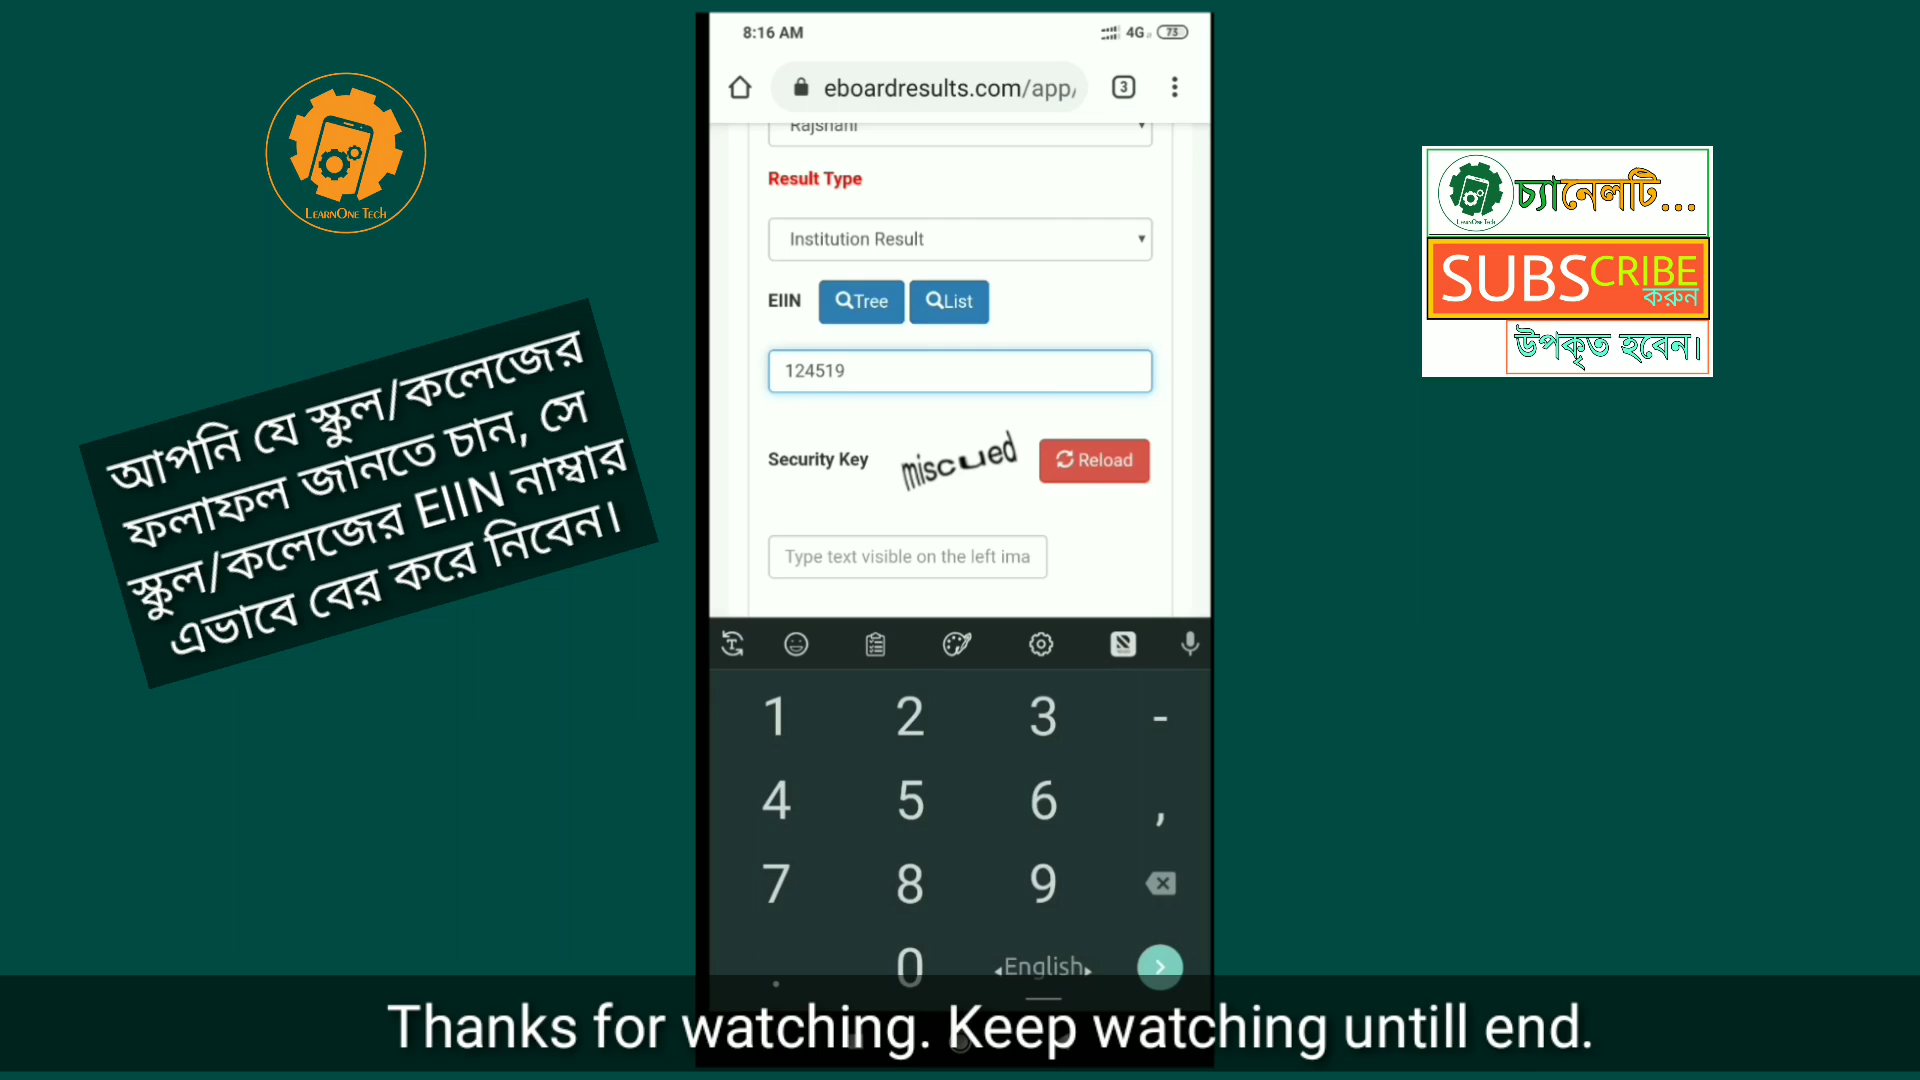 8:16 AM
4G
73
eboardresults.com/app/
3
Rajshahi
Result Type
Institution Result
EIIN
Tree
List
124519
Security Key
miscued
Reload
Type text visible on the left ima
1 2 3 -
4 5 6 ,
7 8 9
. 0 English
LearnOne Tech
আপনি যে স্কুল/কলেজের
ফলাফল জানতে চান, সে
স্কুল/কলেজের EIIN নাম্বার
এভাবে বের করে নিবেন।
LearnOne Tech
চ্যানেলটি...
SUBSCRIBE
করুন
উপকৃত হবেন।
Thanks for watching. Keep watching untill end.